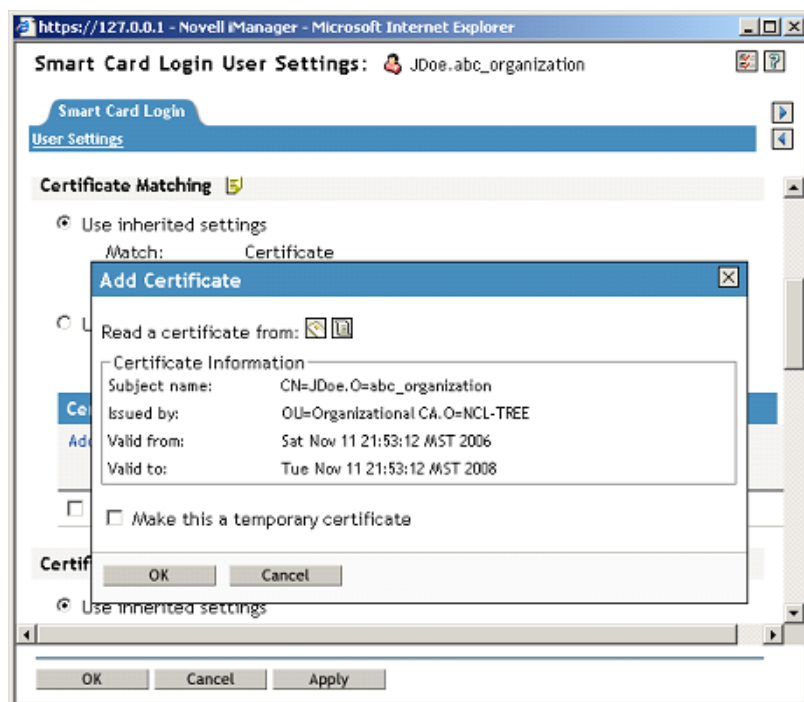 https://127.0.0.1 - Novell iManager - Microsoft Internet Explorer
Smart Card Login User Settings: JDoe.abc_organization
Smart Card Login
User Settings
Certificate Matching
Use inherited settings
Match: Certificate
Add Certificate
Read a certificate from:
Certificate Information
Subject name: CN=JDoe.O=abc_organization
Issued by: OU=Organizational CA.O=NCL-TREE
Valid from: Sat Nov 11 21:53:12 MST 2006
Valid to: Tue Nov 11 21:53:12 MST 2008
Make this a temporary certificate
OK Cancel
Use inherited settings
OK Cancel Apply